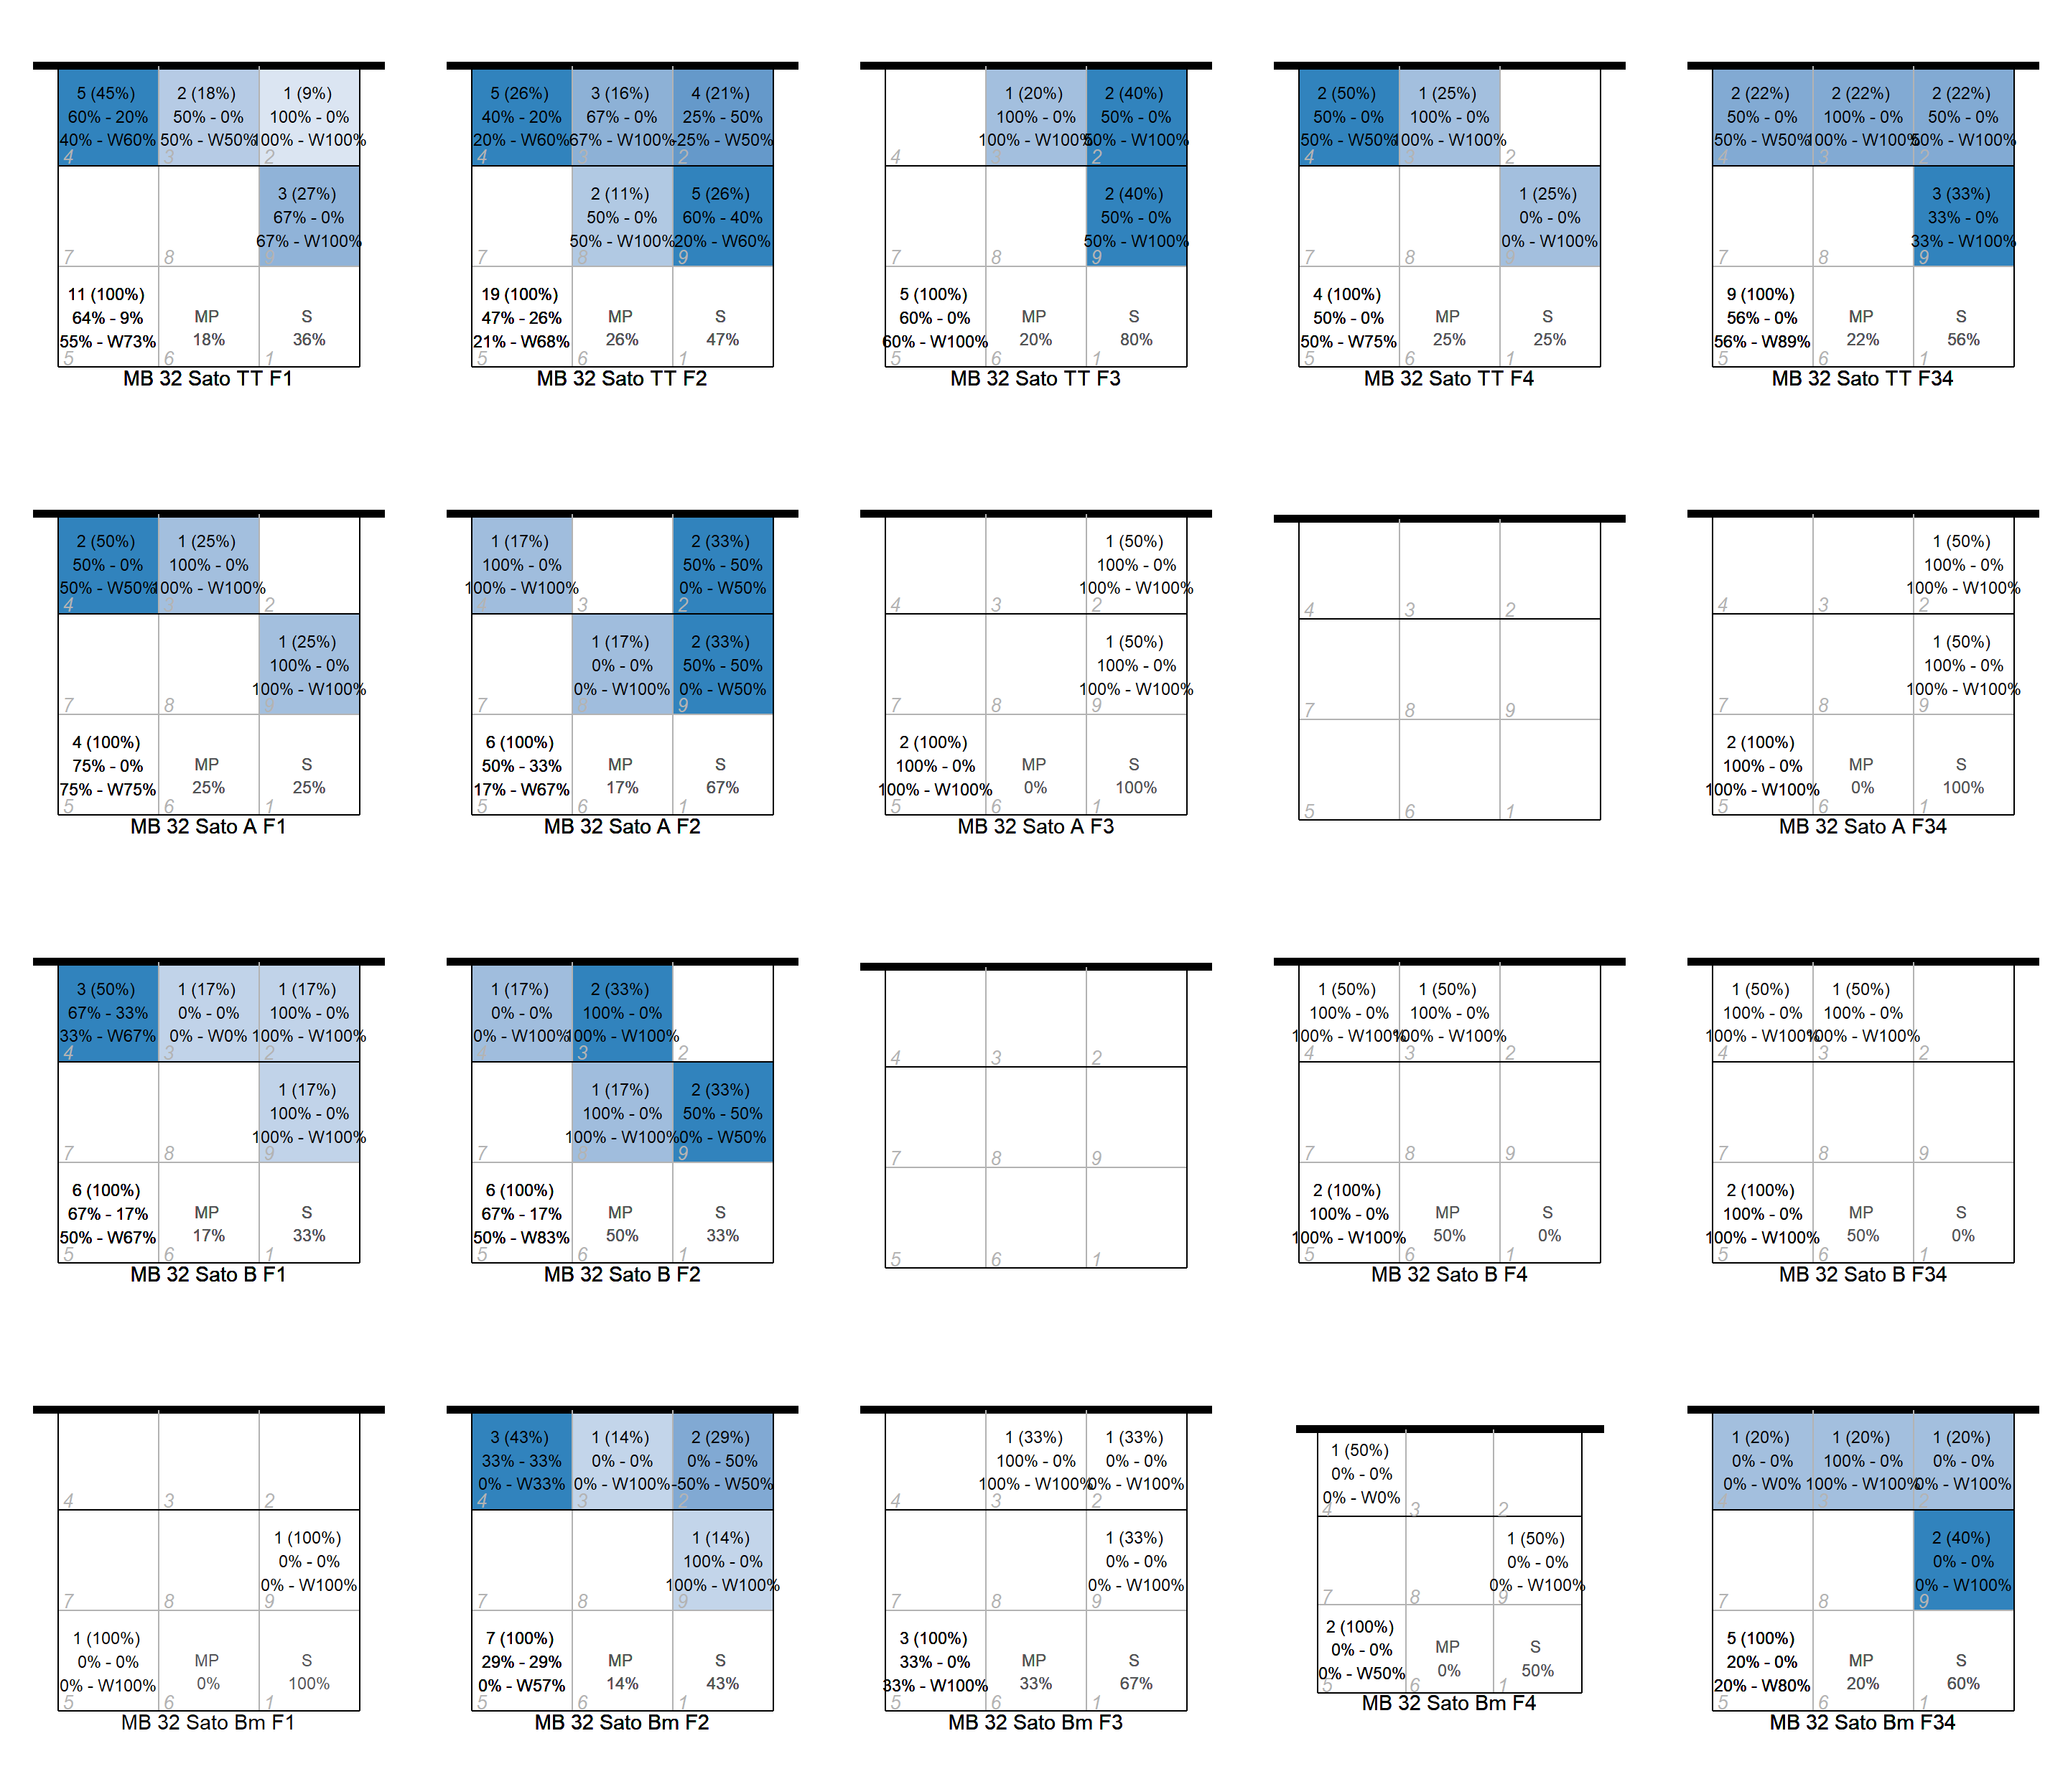 5 (45%) 2 (18%) 1 (9%)
60% - 20% 50% - 0% 100% - 0%
40% - W60% 50% - W50% 100% - W100%
4 3 2
3 (27%)
67% - 0%
67% - W100%
7 8 9
11 (100%)
64% - 9% MP S
55% - W73% 18% 36%
5 6 1
MB 32 Sato TT F1
5 (26%) 3 (16%) 4 (21%)
40% - 20% 67% - 0% 25% - 50%
20% - W60% 67% - W100% -25% - W50%
4 3 2
2 (11%) 5 (26%)
50% - 0% 60% - 40%
50% - W100% 20% - W60%
7 8 9
19 (100%)
47% - 26% MP S
21% - W68% 26% 47%
5 6 1
MB 32 Sato TT F2
1 (20%) 2 (40%)
100% - 0% 50% - 0%
100% - W100% 50% - W100%
4 3 2
2 (40%)
50% - 0%
50% - W100%
7 8 9
5 (100%)
60% - 0% MP S
60% - W100% 20% 80%
5 6 1
MB 32 Sato TT F3
2 (50%) 1 (25%)
50% - 0% 100% - 0%
50% - W50% 100% - W100%
4 3 2
1 (25%)
0% - 0%
0% - W100%
7 8 9
4 (100%)
50% - 0% MP S
50% - W75% 25% 25%
5 6 1
MB 32 Sato TT F4
2 (22%) 2 (22%) 2 (22%)
50% - 0% 100% - 0% 50% - 0%
50% - W50% 100% - W100% 50% - W100%
4 3 2
3 (33%)
33% - 0%
33% - W100%
7 8 9
9 (100%)
56% - 0% MP S
56% - W89% 22% 56%
5 6 1
MB 32 Sato TT F34
2 (50%) 1 (25%)
50% - 0% 100% - 0%
50% - W50% 100% - W100%
4 3 2
1 (25%)
100% - 0%
100% - W100%
7 8 9
4 (100%)
75% - 0% MP S
75% - W75% 25% 25%
5 6 1
MB 32 Sato A F1
1 (17%) 2 (33%)
100% - 0% 50% - 50%
100% - W100% 0% - W50%
4 3 2
1 (17%) 2 (33%)
0% - 0% 50% - 50%
0% - W100% 0% - W50%
7 8 9
6 (100%)
50% - 33% MP S
17% - W67% 17% 67%
5 6 1
MB 32 Sato A F2
1 (50%)
100% - 0%
100% - W100%
4 3 2
1 (50%)
100% - 0%
100% - W100%
7 8 9
2 (100%)
100% - 0% MP S
100% - W100% 0% 100%
5 6 1
MB 32 Sato A F3
4 3 2
7 8 9
5 6 1
1 (50%)
100% - 0%
100% - W100%
4 3 2
1 (50%)
100% - 0%
100% - W100%
7 8 9
2 (100%)
100% - 0% MP S
100% - W100% 0% 100%
5 6 1
MB 32 Sato A F34
3 (50%) 1 (17%) 1 (17%)
67% - 33% 0% - 0% 100% - 0%
33% - W67% 0% - W0% 100% - W100%
4 3 2
1 (17%)
100% - 0%
100% - W100%
7 8 9
6 (100%)
67% - 17% MP S
50% - W67% 17% 33%
5 6 1
MB 32 Sato B F1
1 (17%) 2 (33%)
0% - 0% 100% - 0%
0% - W100% 100% - W100%
4 3 2
1 (17%) 2 (33%)
100% - 0% 50% - 50%
100% - W100% 0% - W50%
7 8 9
6 (100%)
67% - 17% MP S
50% - W83% 50% 33%
5 6 1
MB 32 Sato B F2
4 3 2
7 8 9
5 6 1
1 (50%) 1 (50%)
100% - 0% 100% - 0%
100% - W100% 100% - W100%
4 3 2
7 8 9
2 (100%)
100% - 0% MP S
100% - W100% 50% 0%
5 6 1
MB 32 Sato B F4
1 (50%) 1 (50%)
100% - 0% 100% - 0%
100% - W100% 100% - W100%
4 3 2
7 8 9
2 (100%)
100% - 0% MP S
100% - W100% 50% 0%
5 6 1
MB 32 Sato B F34
4 3 2
1 (100%)
0% - 0%
0% - W100%
7 8 9
1 (100%)
0% - 0% MP S
0% - W100% 0% 100%
5 6 1
MB 32 Sato Bm F1
3 (43%) 1 (14%) 2 (29%)
33% - 33% 0% - 0% 0% - 50%
0% - W33% 0% - W100% -50% - W50%
4 3 2
1 (14%)
100% - 0%
100% - W100%
7 8 9
7 (100%)
29% - 29% MP S
0% - W57% 14% 43%
5 6 1
MB 32 Sato Bm F2
1 (33%) 1 (33%)
100% - 0% 0% - 0%
100% - W100% 0% - W100%
4 3 2
1 (33%)
0% - 0%
0% - W100%
7 8 9
3 (100%)
33% - 0% MP S
33% - W100% 33% 67%
5 6 1
MB 32 Sato Bm F3
1 (50%)
0% - 0%
0% - W0%
4 3 2
1 (50%)
0% - 0%
0% - W100%
7 8 9
2 (100%)
0% - 0% MP S
0% - W50% 0% 50%
5 6 1
MB 32 Sato Bm F4
1 (20%) 1 (20%) 1 (20%)
0% - 0% 100% - 0% 0% - 0%
0% - W0% 100% - W100% 0% - W100%
4 3 2
2 (40%)
0% - 0%
0% - W100%
7 8 9
5 (100%)
20% - 0% MP S
20% - W80% 20% 60%
5 6 1
MB 32 Sato Bm F34